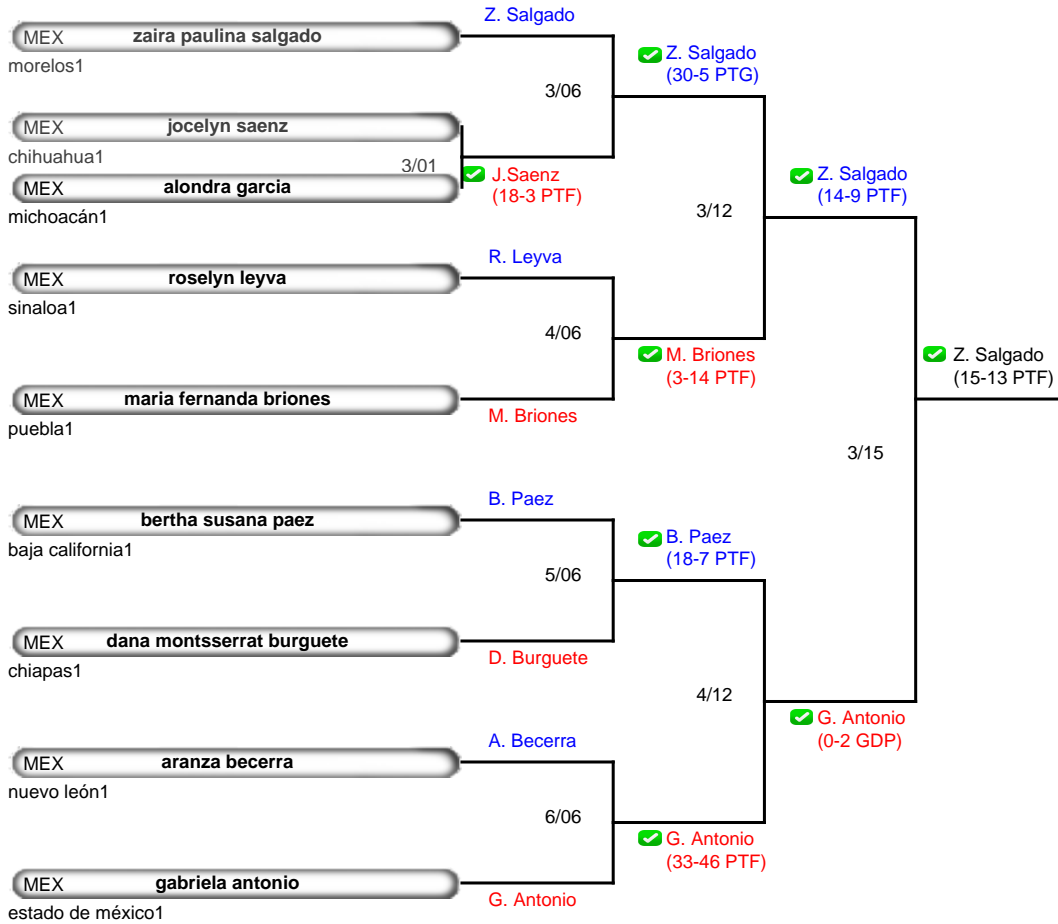 Z. Salgado
MEX zaira paulina salgado
morelos1
Z. Salgado
(30-5 PTG)
3/06
MEX jocelyn saenz
chihuahua1
3/01
J.Saenz
(18-3 PTF)
MEX alondra garcia
michoacán1
Z. Salgado
(14-9 PTF)
3/12
R. Leyva
MEX roselyn leyva
sinaloa1
4/06
M. Briones
(3-14 PTF)
Z. Salgado
(15-13 PTF)
MEX maria fernanda briones
puebla1
M. Briones
3/15
B. Paez
MEX bertha susana paez
baja california1
B. Paez
(18-7 PTF)
5/06
MEX dana montsserrat burguete
chiapas1
D. Burguete
4/12
G. Antonio
(0-2 GDP)
A. Becerra
MEX aranza becerra
nuevo león1
6/06
G. Antonio
(33-46 PTF)
MEX gabriela antonio
estado de méxico1
G. Antonio